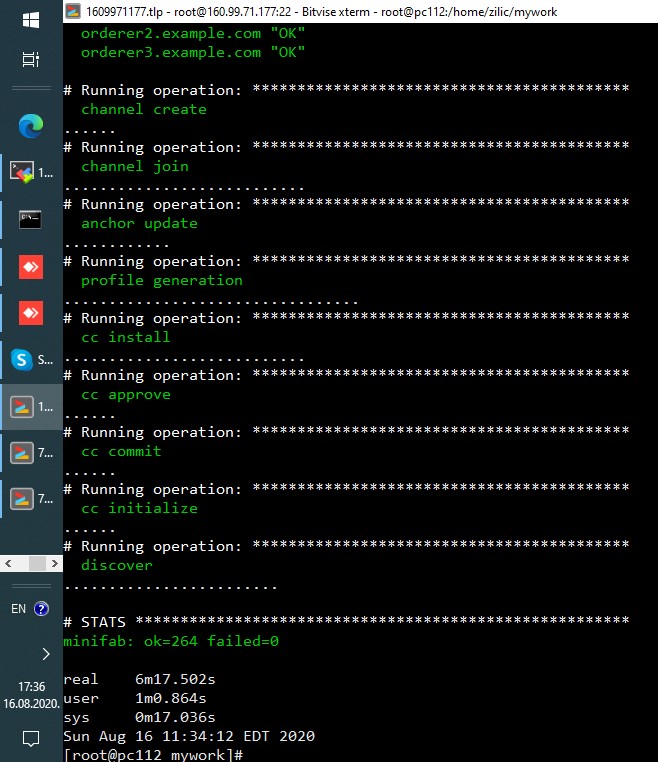 1609971177.tlp - root@160.99.71.177:22 - Bitvise xterm - root@pc112:/home/zilic/mywork
orderer2.example.com "OK"
orderer3.example.com "OK"
# Running operation: ******************************************
channel create
......
# Running operation: ******************************************
channel join
...........................
# Running operation: ******************************************
anchor update
............
# Running operation: ******************************************
profile generation
.................................
# Running operation: ******************************************
cc install
...........................
# Running operation: ******************************************
cc approve
......
# Running operation: ******************************************
cc commit
......
# Running operation: ******************************************
cc initialize
......
# Running operation: ******************************************
discover
........................
# STATS *******************************************************
minifab: ok=264 failed=0
real 6m17.502s
user 1m0.864s
sys 0m17.036s
Sun Aug 16 11:34:12 EDT 2020
[root@pc112 mywork]#
1...
S...
1...
7...
7...
EN
17:36
16.08.2020.